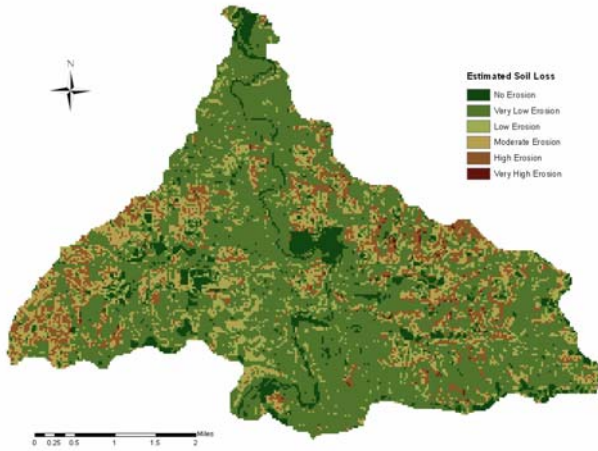 N
Estimated Soil Loss
No Erosion
Very Low Erosion
Low Erosion
Moderate Erosion
High Erosion
Very High Erosion
Miles
0 0.25 0.5 1 1.5 2